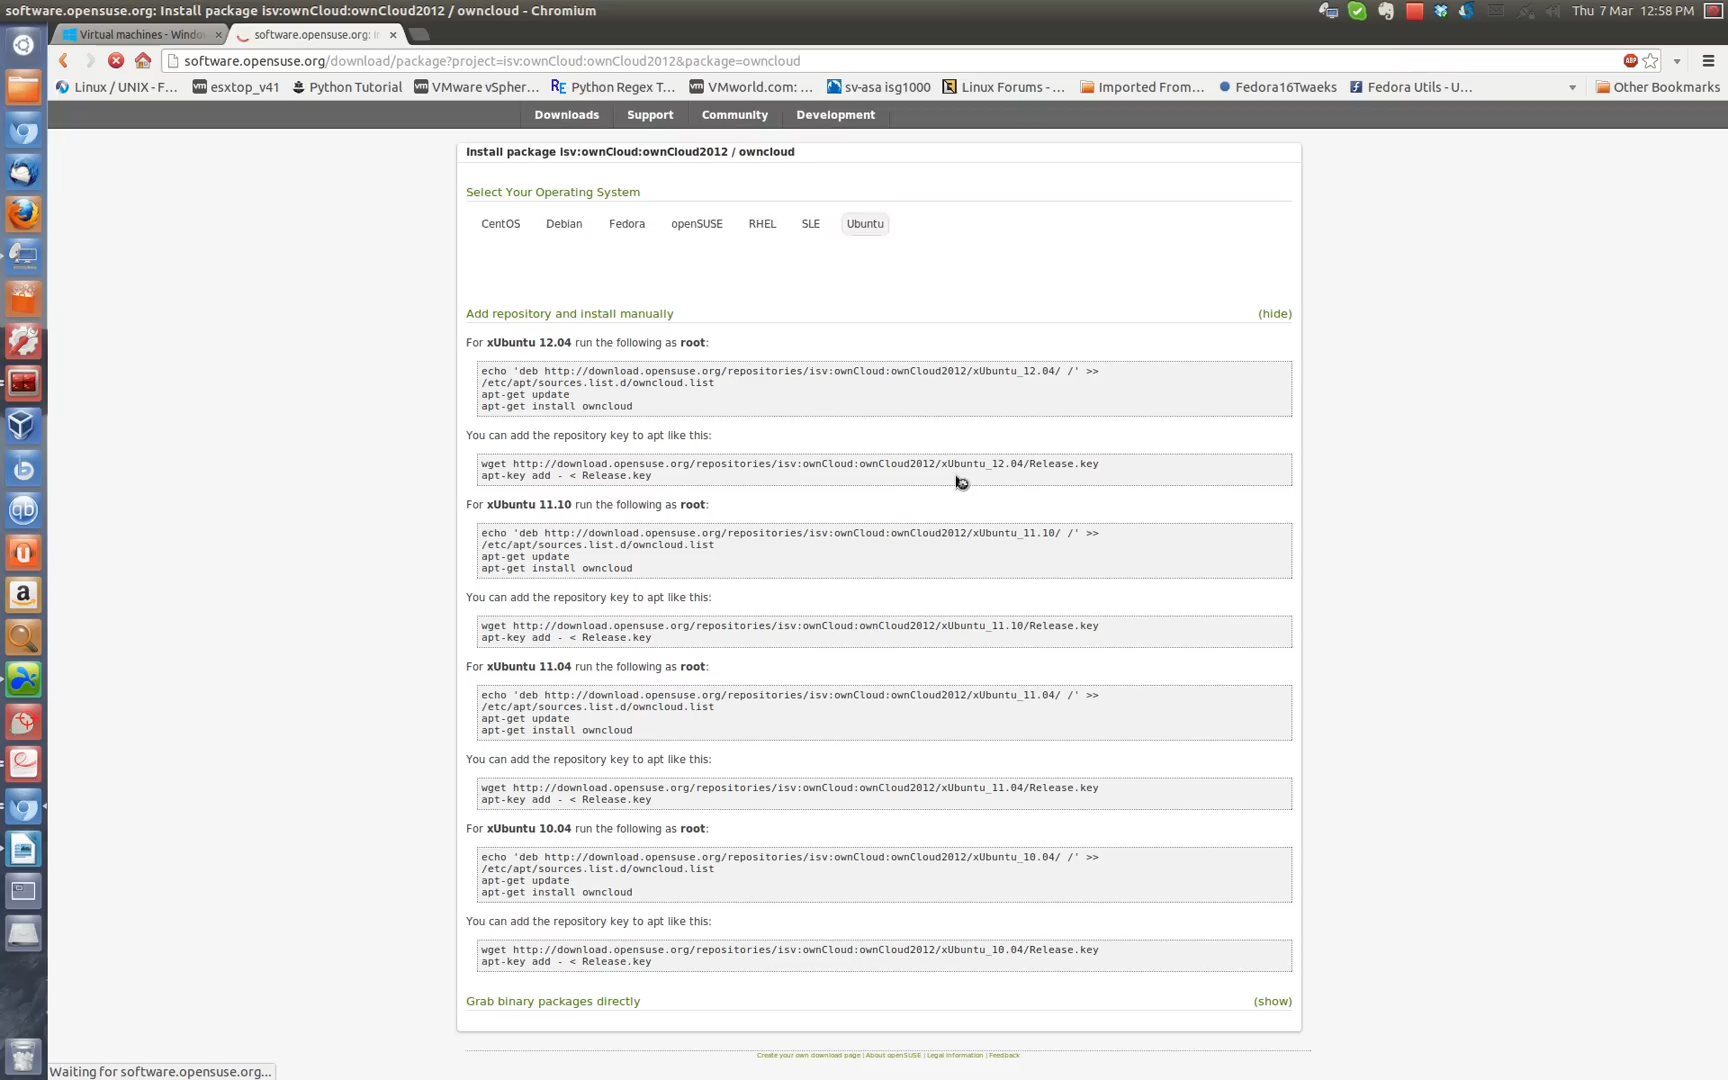 software.opensuse.org: Install package isv:ownCloud:ownCloud2012 / owncloud - Chromium
Thu 7 Mar 12:58 PM
Virtual machines - Windo
software.opensuse.org: I
software.opensuse.org/download/package?project=isv:ownCloud:ownCloud2012&package=owncloud
ABP
Linux / UNIX - F...
esxtop_v41
Python Tutorial
VMware vSpher...
Python Regex T...
VMworld.com: ...
sv-asa isg1000
Linux Forums - ...
Imported From...
Fedora16Tweaks
Fedora Utils - U...
Other Bookmarks
Downloads
Support
Community
Development
Install package isv:ownCloud:ownCloud2012 / owncloud
Select Your Operating System
CentOS
Debian
Fedora
openSUSE
RHEL
SLE
Ubuntu
Add repository and install manually
(hide)
For xUbuntu 12.04 run the following as root:
echo 'deb http://download.opensuse.org/repositories/isv:ownCloud:ownCloud2012/xUbuntu_12.04/ /' >>
/etc/apt/sources.list.d/owncloud.list
apt-get update
apt-get install owncloud
You can add the repository key to apt like this:
wget http://download.opensuse.org/repositories/isv:ownCloud:ownCloud2012/xUbuntu_12.04/Release.key
apt-key add - < Release.key
For xUbuntu 11.10 run the following as root:
echo 'deb http://download.opensuse.org/repositories/isv:ownCloud:ownCloud2012/xUbuntu_11.10/ /' >>
/etc/apt/sources.list.d/owncloud.list
apt-get update
apt-get install owncloud
You can add the repository key to apt like this:
wget http://download.opensuse.org/repositories/isv:ownCloud:ownCloud2012/xUbuntu_11.10/Release.key
apt-key add - < Release.key
For xUbuntu 11.04 run the following as root:
echo 'deb http://download.opensuse.org/repositories/isv:ownCloud:ownCloud2012/xUbuntu_11.04/ /' >>
/etc/apt/sources.list.d/owncloud.list
apt-get update
apt-get install owncloud
You can add the repository key to apt like this:
wget http://download.opensuse.org/repositories/isv:ownCloud:ownCloud2012/xUbuntu_11.04/Release.key
apt-key add - < Release.key
For xUbuntu 10.04 run the following as root:
echo 'deb http://download.opensuse.org/repositories/isv:ownCloud:ownCloud2012/xUbuntu_10.04/ /' >>
/etc/apt/sources.list.d/owncloud.list
apt-get update
apt-get install owncloud
You can add the repository key to apt like this:
wget http://download.opensuse.org/repositories/isv:ownCloud:ownCloud2012/xUbuntu_10.04/Release.key
apt-key add - < Release.key
Grab binary packages directly
(show)
Create your own download page | About openSUSE | Legal information | Feedback
Waiting for software.opensuse.org...